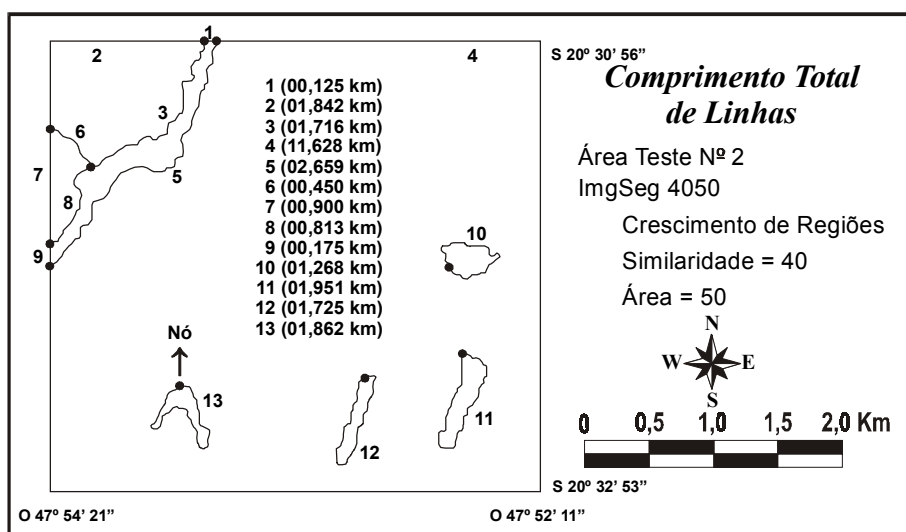 1
2
4
S 20º 30' 56”
Comprimento Total
de Linhas
3
6
7
5
8
9
1 (00,125 km)
2 (01,842 km)
3 (01,716 km)
4 (11,628 km)
5 (02,659 km)
6 (00,450 km)
7 (00,900 km)
8 (00,813 km)
9 (00,175 km)
10 (01,268 km)
11 (01,951 km)
12 (01,725 km)
13 (01,862 km)
Área Teste Nº 2
ImgSeg 4050
Crescimento de Regiões
Similaridade = 40
Área = 50
10
Nó
13
12
11
N
W E
S
0 0,5 1,0 1,5 2,0 Km
S 20º 32' 53”
O 47º 54' 21”
O 47º 52' 11”